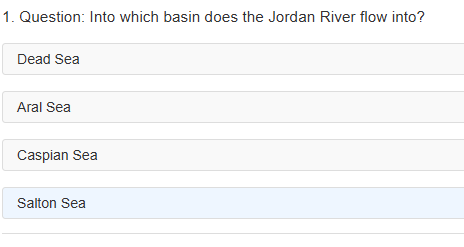 1. Question: Into which basin does the Jordan River flow into?
Dead Sea
Aral Sea
Caspian Sea
Salton Sea